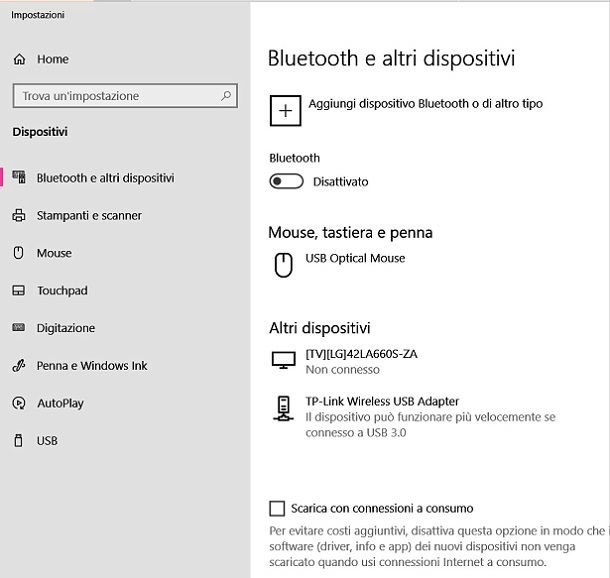 Impostazioni
Home
Trova un'impostazione
Dispositivi
Bluetooth e altri dispositivi
Stampanti e scanner
Mouse
Touchpad
Digitazione
Penna e Windows Ink
AutoPlay
USB
Bluetooth e altri dispositivi
Aggiungi dispositivo Bluetooth o di altro tipo
Bluetooth
Disattivato
Mouse, tastiera e penna
USB Optical Mouse
Altri dispositivi
[TV][LG]42LA660S-ZA
Non connesso
TP-Link Wireless USB Adapter
Il dispositivo può funzionare più velocemente se
connesso a USB 3.0
Scarica con connessioni a consumo
Per evitare costi aggiuntivi, disattiva questa opzione in modo che
software (driver, info e app) dei nuovi dispositivi non venga
scaricato quando usi connessioni Internet a consumo.